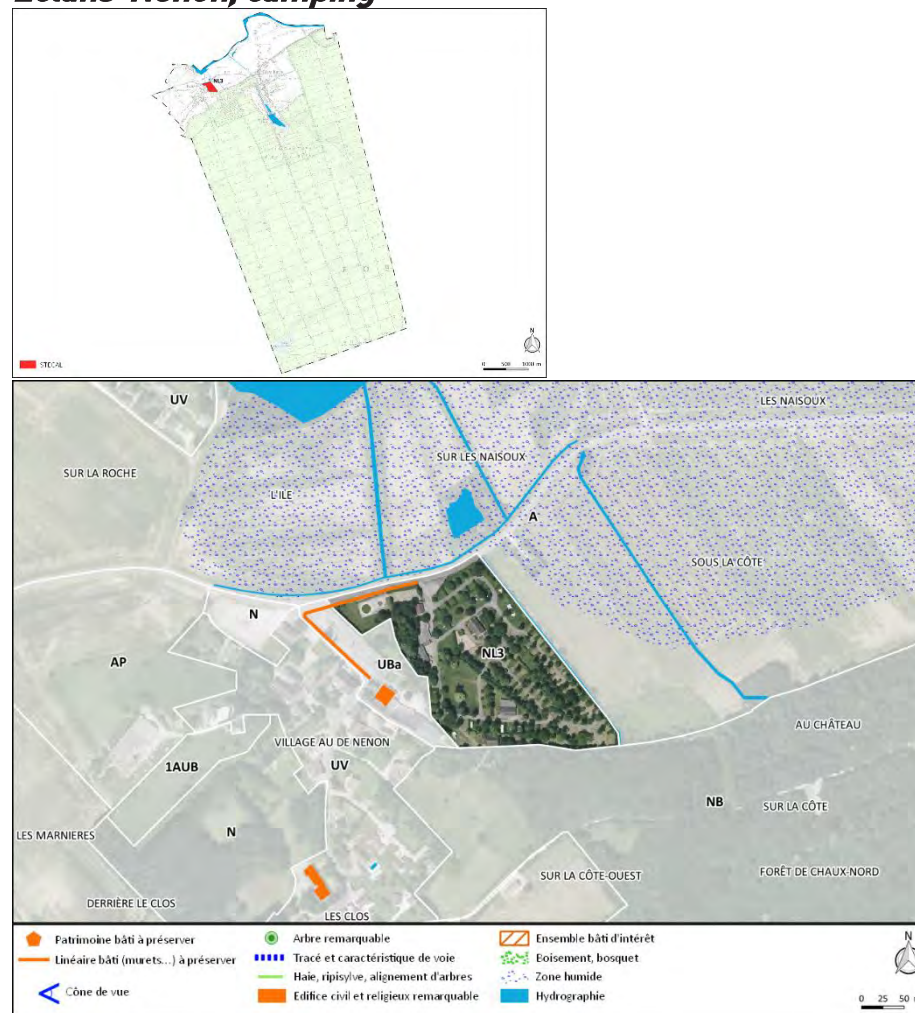 Eclans-Nenon, camping
NL3
N
STECAL
0 500 1000 m
UV
LES NAISOUX
SUR LA ROCHE
SUR LES NAISOUX
L'ILE
A
SOUS LA CÔTE
N
AP
UBa
NL3
AU CHÂTEAU
VILLAGE AU DE NENON
1AUB
UV
NB
SUR LA CÔTE
LES MARNIERES
N
SUR LA CÔTE-OUEST
FORÊT DE CHAUX-NORD
DERRIÈRE LE CLOS
LES CLOS
Patrimoine bâti à préserver
Linéaire bâti (murets...) à préserver
Cône de vue
Arbre remarquable
Tracé et caractéristique de voie
Haie, ripisylve, alignement d'arbres
Edifice civil et religieux remarquable
Ensemble bâti d'intérêt
Boisement, bosquet
Zone humide
Hydrographie
N
0 25 50 m